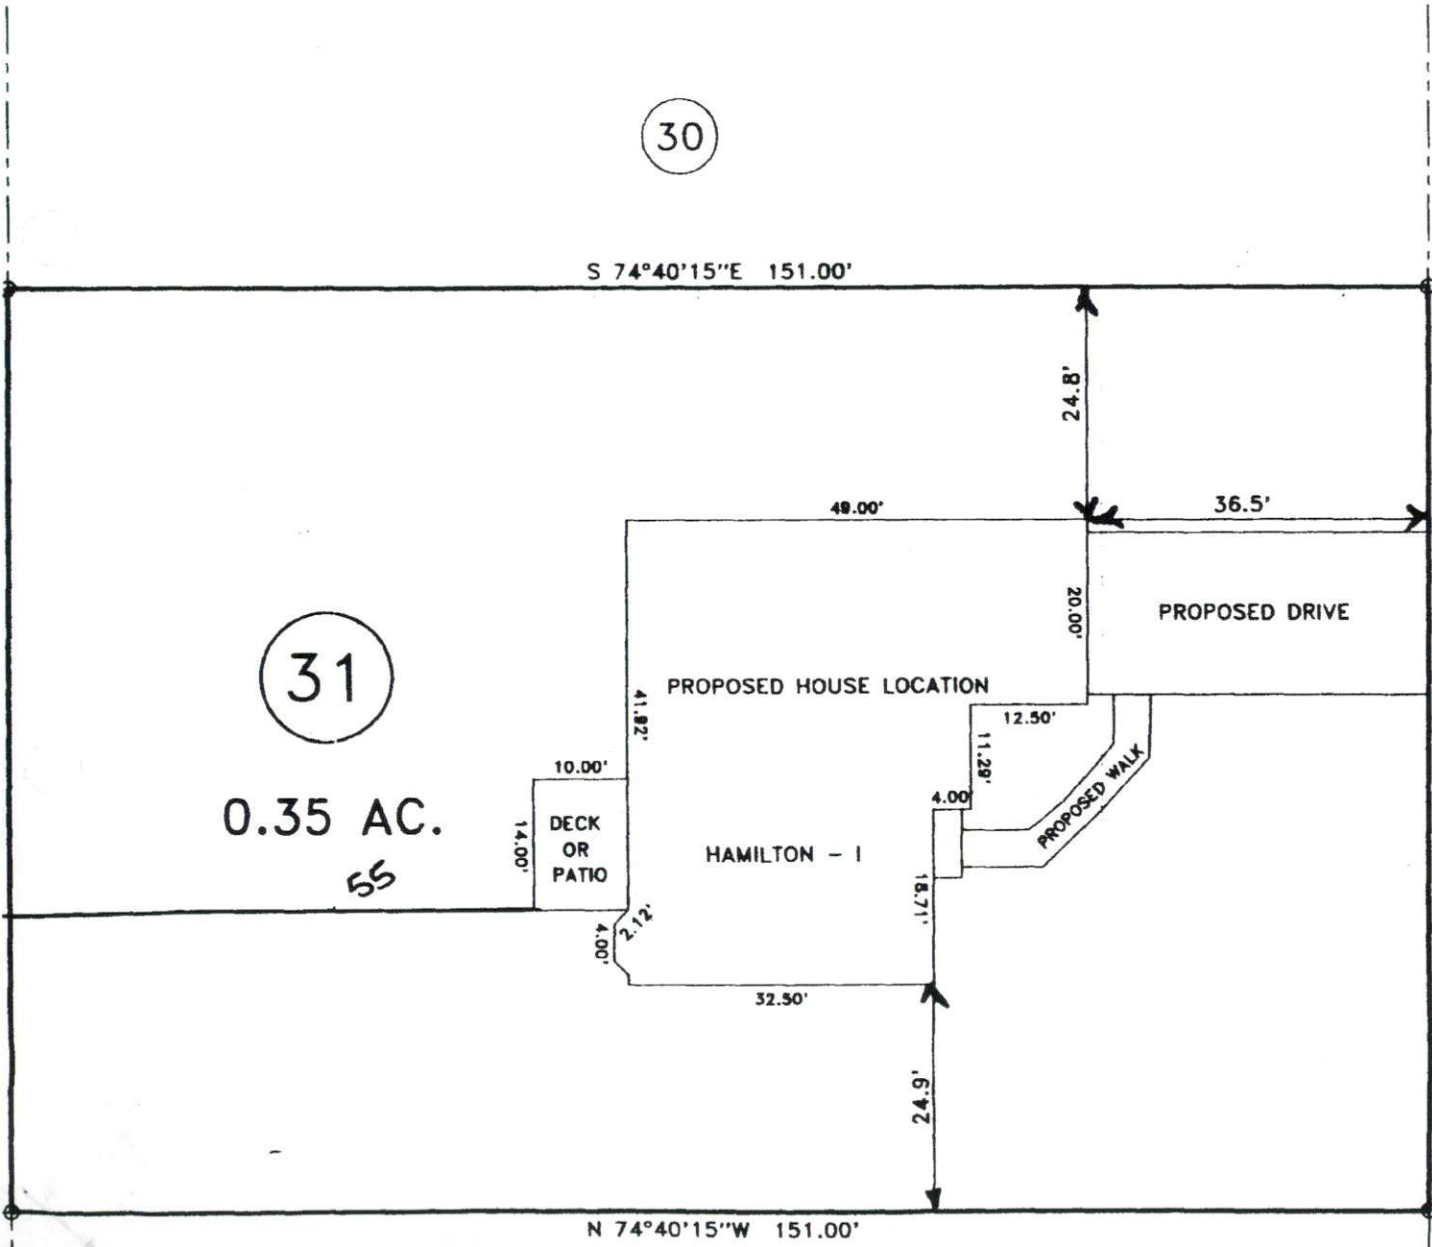 30
S 74°40'15"E 151.00'
24.8'
49.00'
36.5'
20.00'
PROPOSED DRIVE
31
PROPOSED HOUSE LOCATION
41.92'
12.50'
11.29'
PROPOSED WALK
10.00'
4.00'
0.35 AC.
14.00'
DECK
OR
PATIO
HAMILTON - I
55
18.71'
2.12'
4.00'
32.50'
24.9'
N 74°40'15"W 151.00'